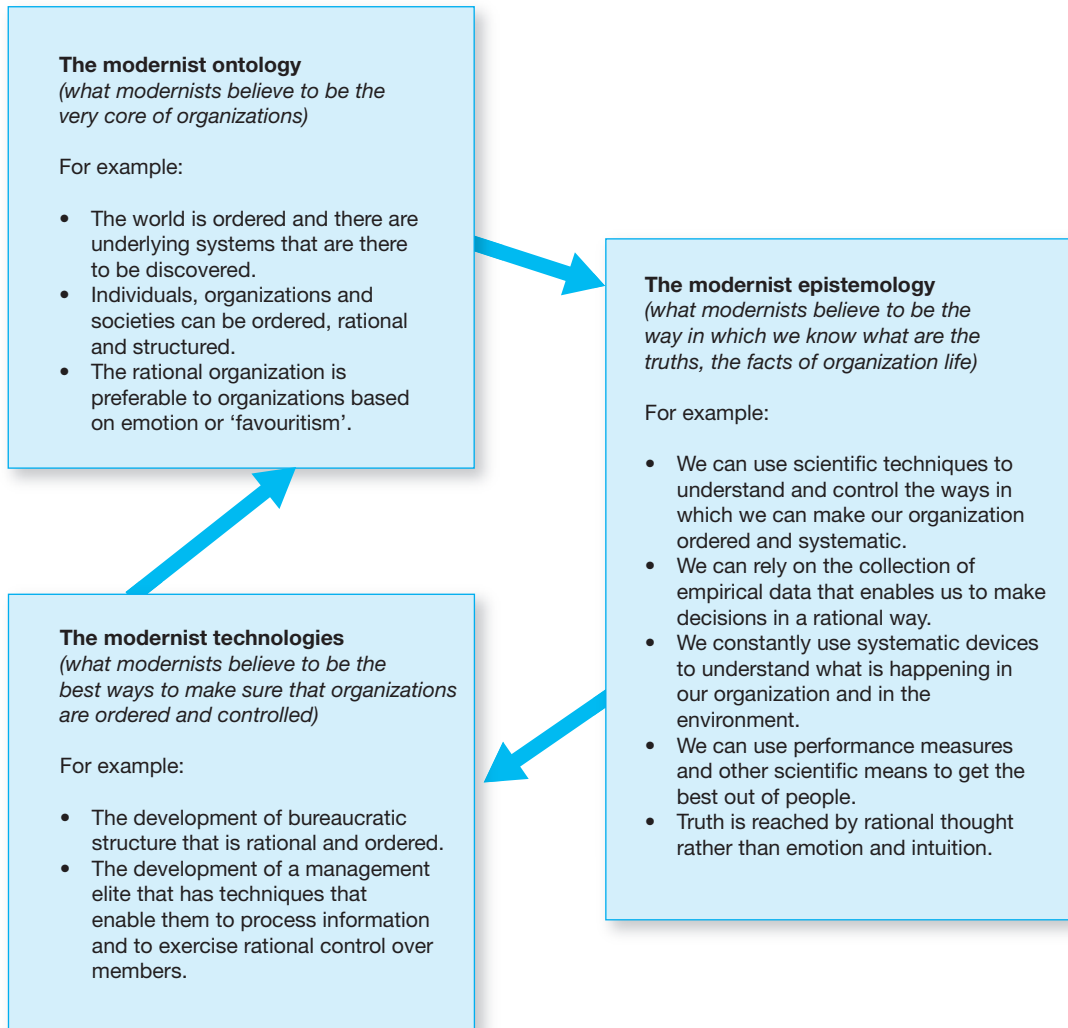 The modernist ontology
(what modernists believe to be the
very core of organizations)
For example:
• The world is ordered and there are
underlying systems that are there
to be discovered.
• Individuals, organizations and
societies can be ordered, rational
and structured.
• The rational organization is
preferable to organizations based
on emotion or ‘favouritism’.
The modernist epistemology
(what modernists believe to be the
way in which we know what are the
truths, the facts of organization life)
For example:
• We can use scientific techniques to
understand and control the ways in
which we can make our organization
ordered and systematic.
• We can rely on the collection of
empirical data that enables us to make
decisions in a rational way.
• We constantly use systematic devices
to understand what is happening in
our organization and in the
environment.
• We can use performance measures
and other scientific means to get the
best out of people.
• Truth is reached by rational thought
rather than emotion and intuition.
The modernist technologies
(what modernists believe to be the
best ways to make sure that organizations
are ordered and controlled)
For example:
• The development of bureaucratic
structure that is rational and ordered.
• The development of a management
elite that has techniques that
enable them to process information
and to exercise rational control over
members.